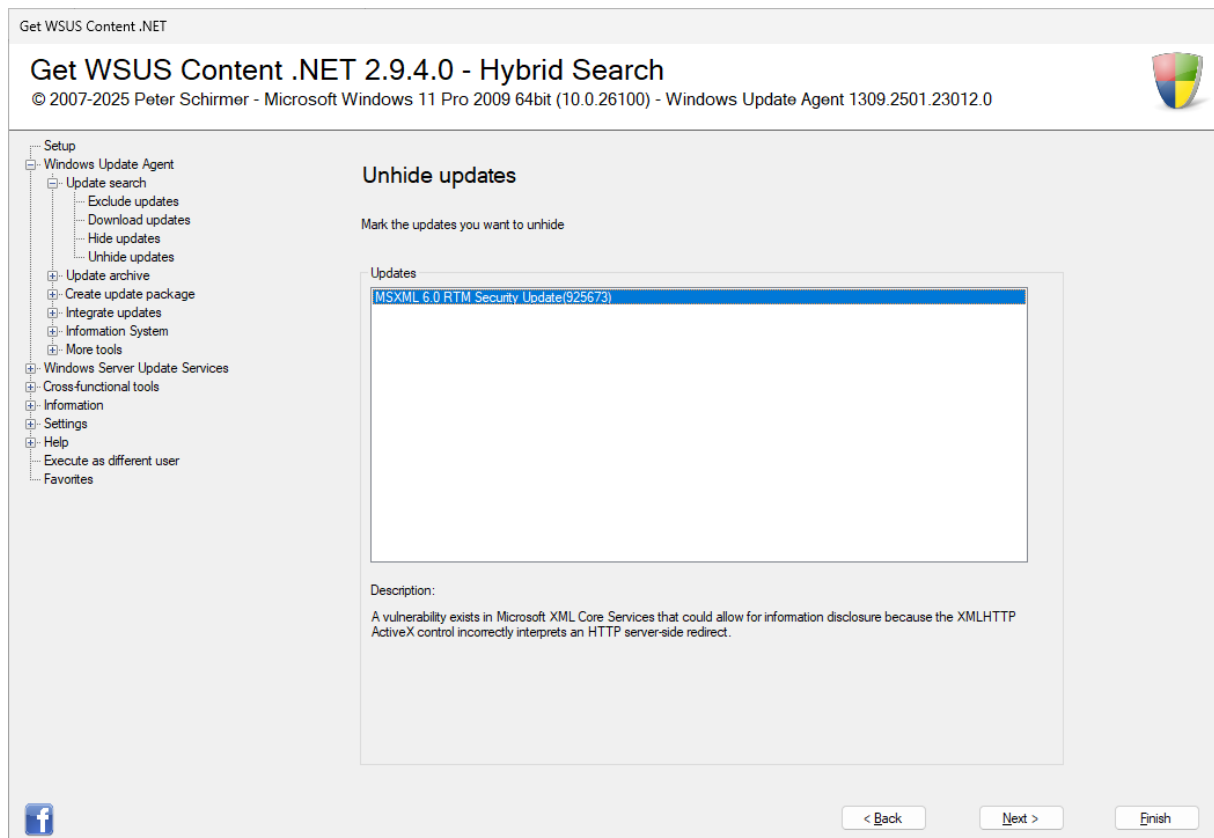 Get WSUS Content .NET
Get WSUS Content .NET 2.9.4.0 - Hybrid Search
© 2007-2025 Peter Schirmer - Microsoft Windows 11 Pro 2009 64bit (10.0.26100) - Windows Update Agent 1309.2501.23012.0
Setup
Windows Update Agent
Update search
Exclude updates
Download updates
Hide updates
Unhide updates
Update archive
Create update package
Integrate updates
Information System
More tools
Windows Server Update Services
Cross-functional tools
Information
Settings
Help
Execute as different user
Favorites
Unhide updates
Mark the updates you want to unhide
Updates
MSXML 6.0 RTM Security Update(925673)
Description:
A vulnerability exists in Microsoft XML Core Services that could allow for information disclosure because the XMLHTTP
ActiveX control incorrectly interprets an HTTP server-side redirect.
f
< Back
Next >
Finish